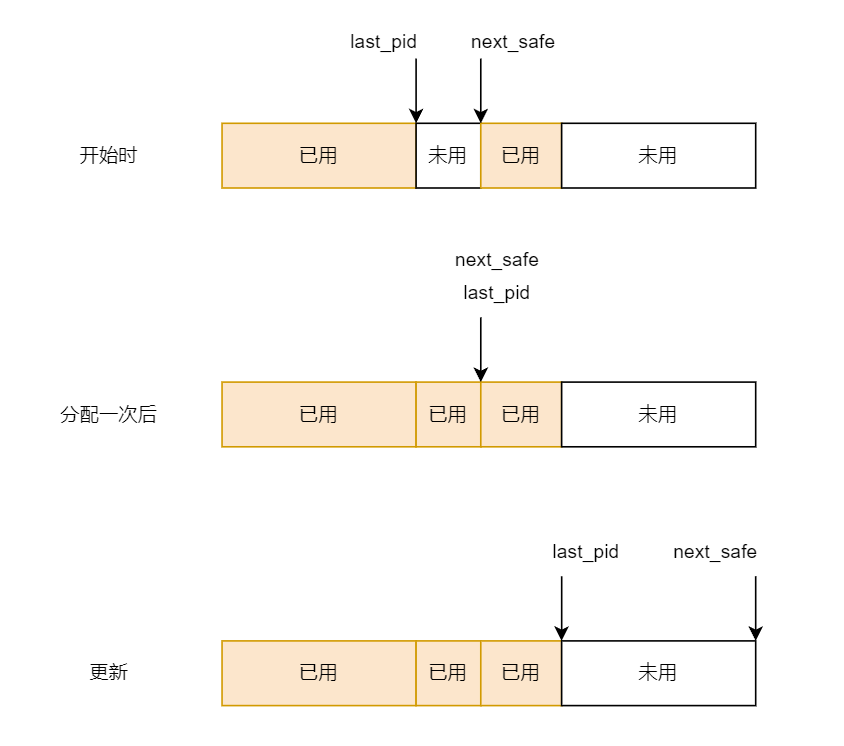 last_pid next_safe
开始时 已用 未用 已用 未用
next_safe
last_pid
分配一次后 已用 已用 已用 未用
last_pid next_safe
更新 已用 已用 已用 未用